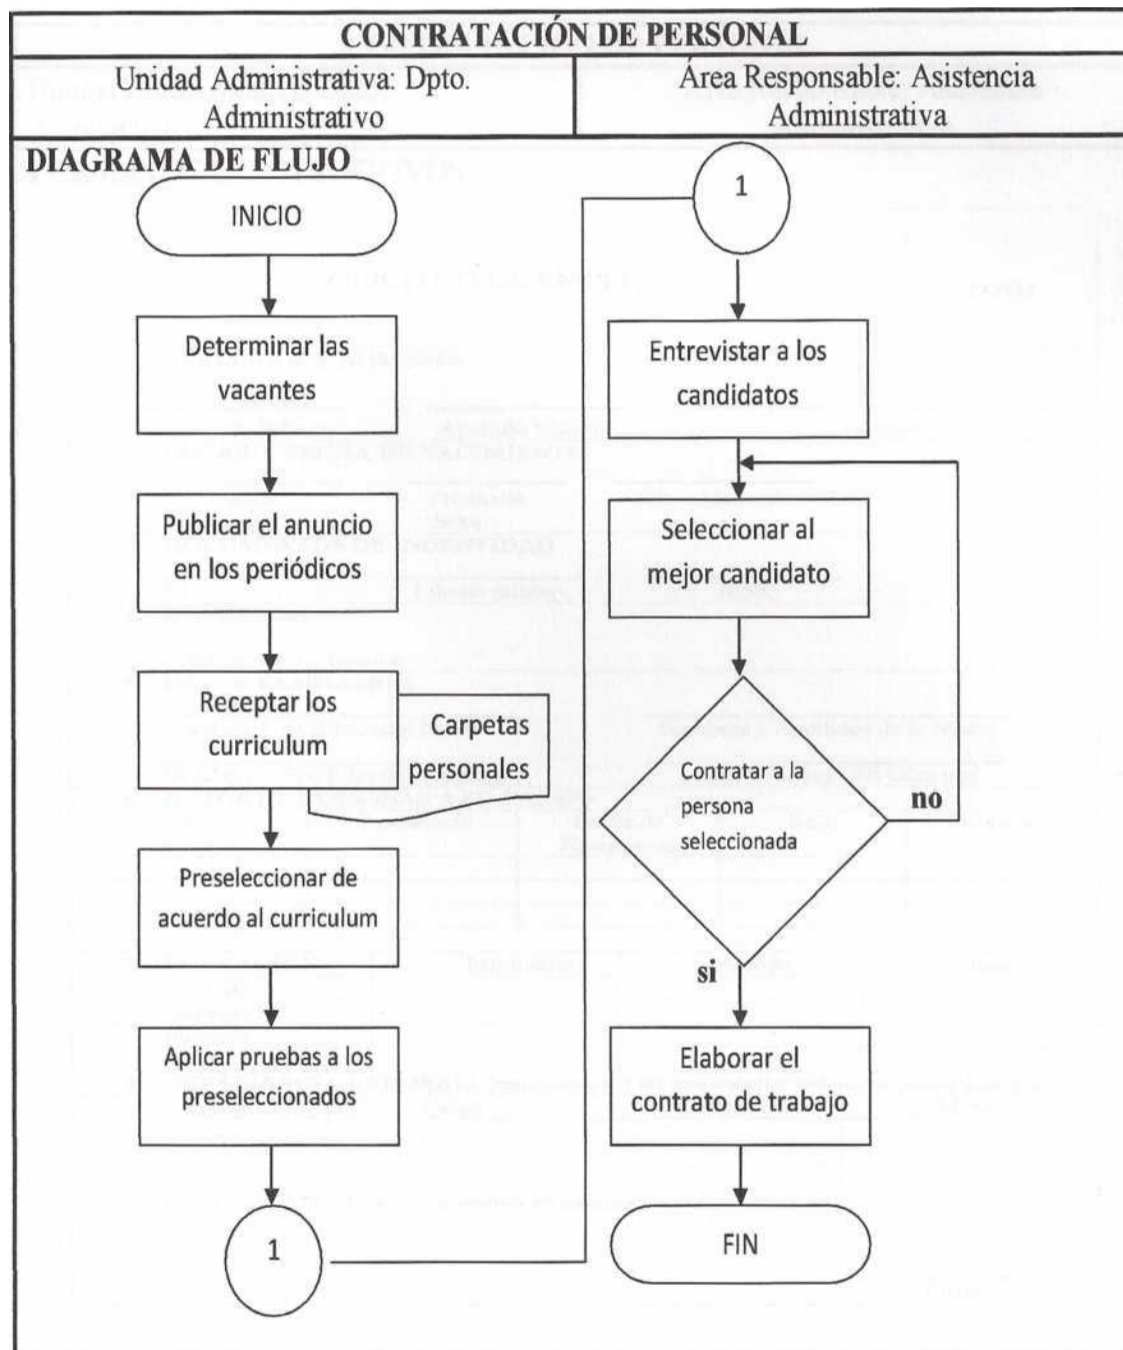 CONTRATACIÓN DE PERSONAL
Unidad Administrativa: Dpto.
Administrativo
Área Responsable: Asistencia
Administrativa
DIAGRAMA DE FLUJO
INICIO
Determinar las
vacantes
Publicar el anuncio
en los periódicos
Receptar los
curriculum
Carpetas
personales
Preseleccionar de
acuerdo al curriculum
Aplicar pruebas a los
preseleccionados
1
1
Entrevistar a los
candidatos
Seleccionar al
mejor candidato
Contratar a la
persona
seleccionada
no
si
Elaborar el
contrato de trabajo
FIN